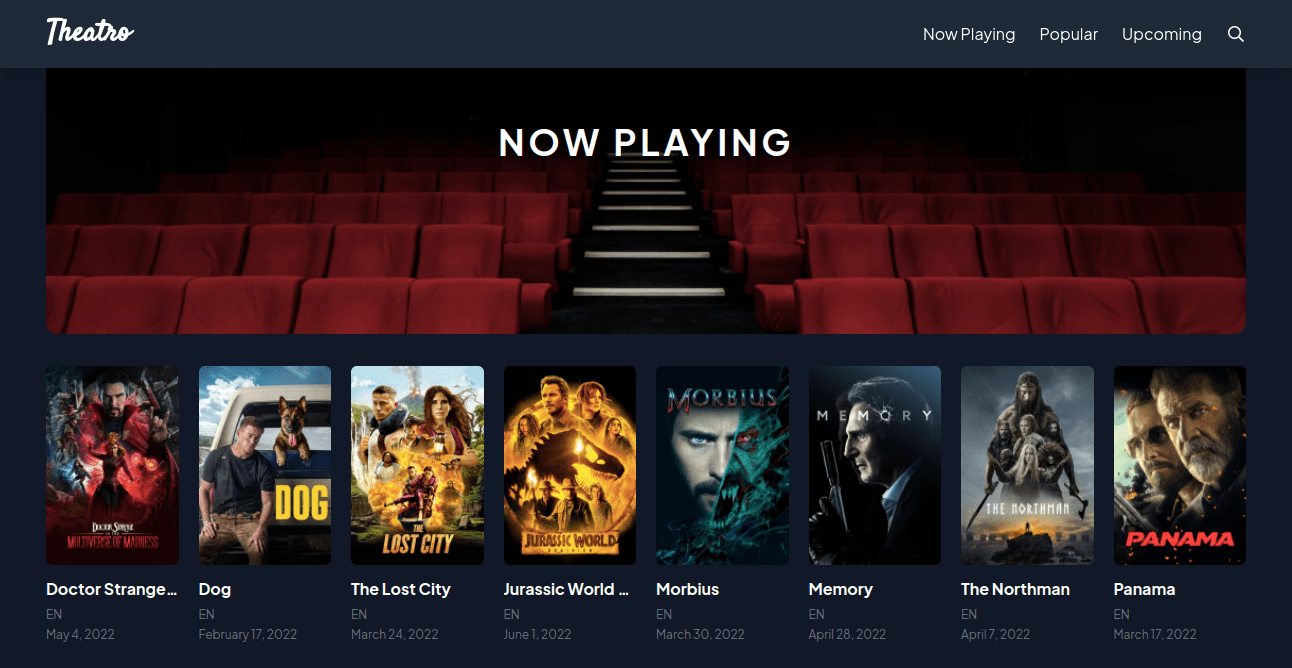 Theatro
Now Playing
Popular
Upcoming
NOW PLAYING
DOCTOR STRANGE
IN THE
MULTIVERSE OF MADNESS
DOG
THE
LOST CITY
JURASSIC WORLD
DOMINION
MORBIUS
MEMORY
THE NORTHMAN
PANAMA
Doctor Strange...
EN
May 4, 2022
Dog
EN
February 17, 2022
The Lost City
EN
March 24, 2022
Jurassic World ...
EN
June 1, 2022
Morbius
EN
March 30, 2022
Memory
EN
April 28, 2022
The Northman
EN
April 7, 2022
Panama
EN
March 17, 2022